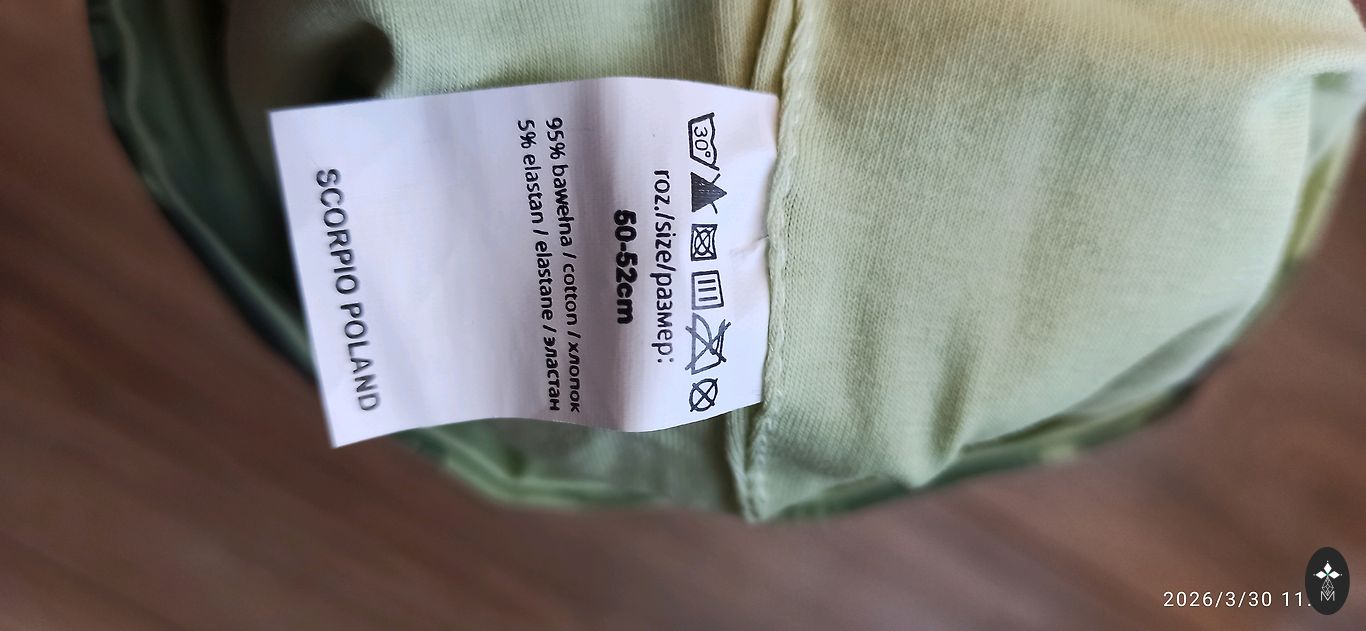 30°
roz./size/размер:
50-52cm
95% bawełna / cotton / хлопок
5% elastan / elastane / эластан
SCORPIO POLAND
2026/3/30 11:
M